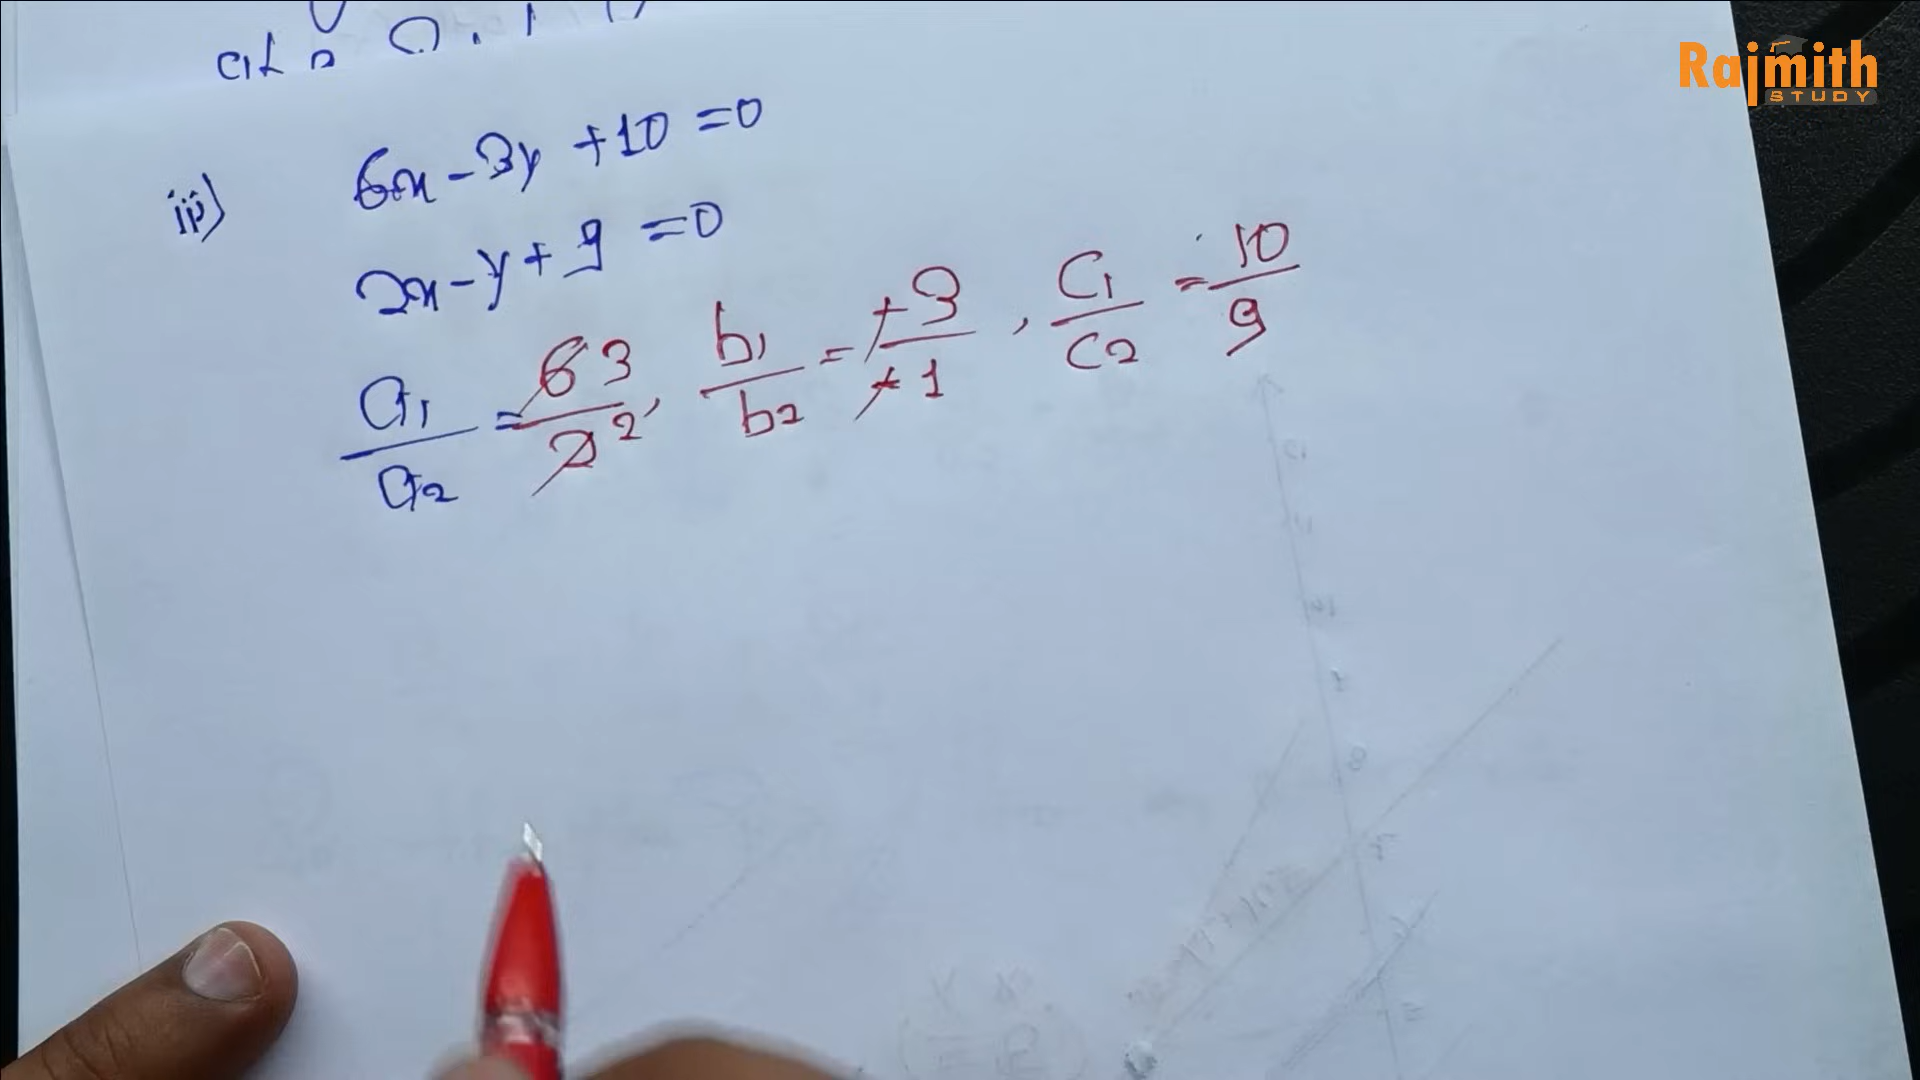 Rajmith
STUDY
iii) 6x - 3y + 10 = 0
2x - y + 9 = 0
a1/a2 = 6 3/2 2, b1/b2 = +3/+1, c1/c2 = 10/9